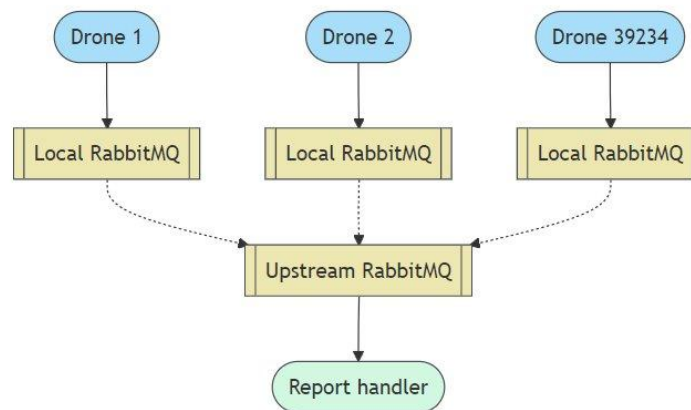 Drone 1
Drone 2
Drone 39234
Local RabbitMQ
Local RabbitMQ
Local RabbitMQ
Upstream RabbitMQ
Report handler